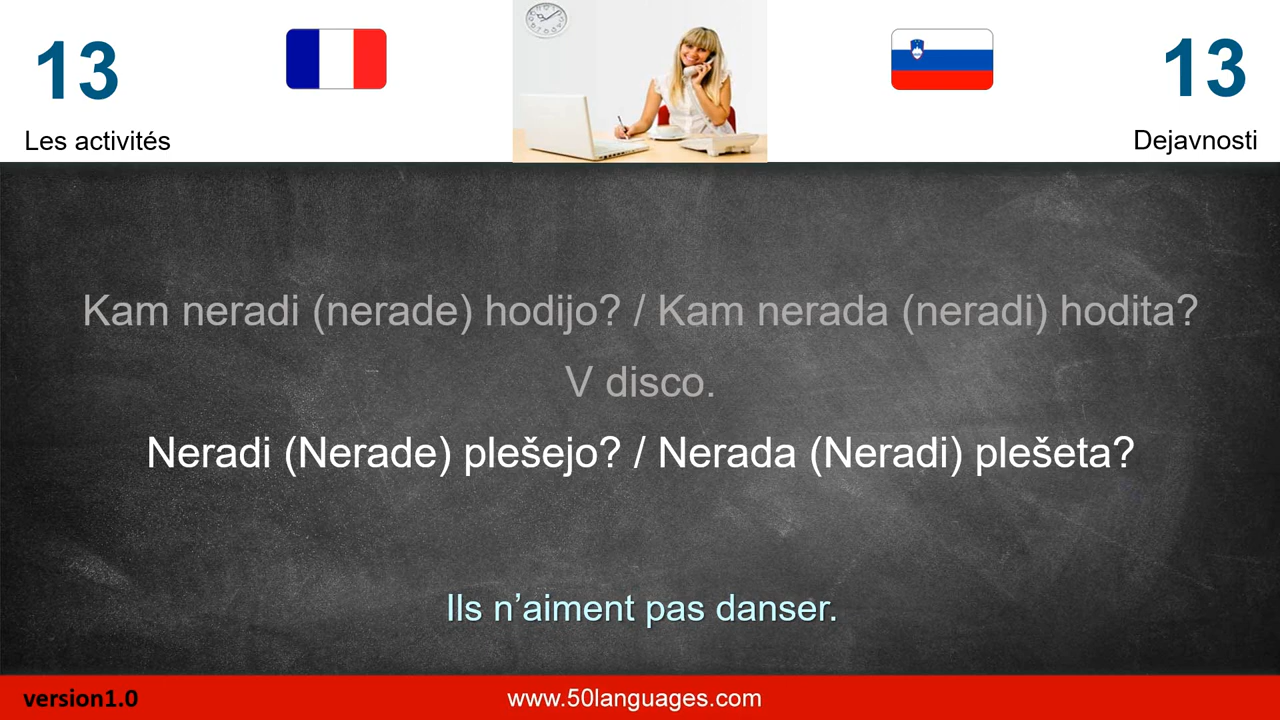 13
13
Les activités
Dejavnosti
Kam neradi (nerade) hodijo? / Kam nerada (neradi) hodita?
V disco.
Neradi (Nerade) plešejo? / Nerada (Neradi) plešeta?
Ils n’aiment pas danser.
version1.0
www.50languages.com